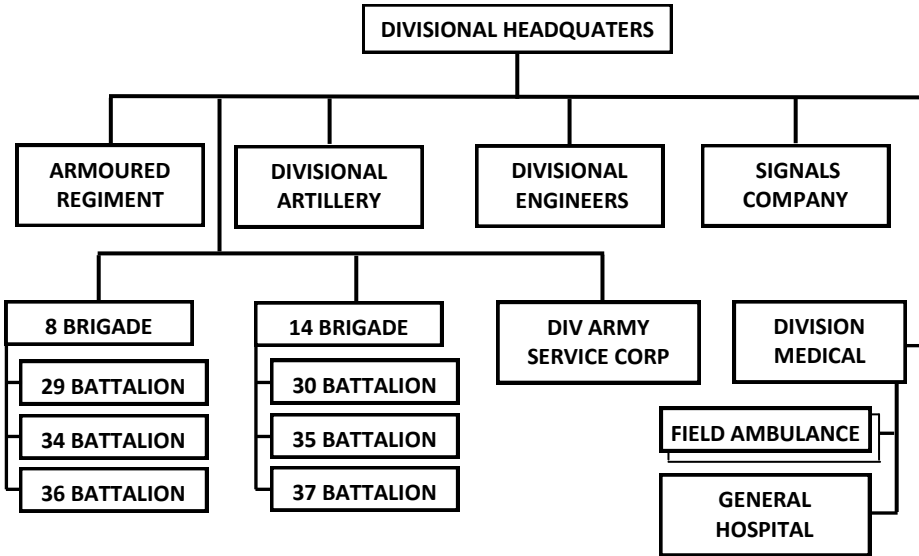 DIVISIONAL HEADQUATERS
ARMOURED
REGIMENT
DIVISIONAL
ARTILLERY
DIVISIONAL
ENGINEERS
SIGNALS
COMPANY
8 BRIGADE
14 BRIGADE
DIV ARMY
SERVICE CORP
DIVISION
MEDICAL
29 BATTALION
34 BATTALION
36 BATTALION
30 BATTALION
35 BATTALION
37 BATTALION
FIELD AMBULANCE
GENERAL
HOSPITAL